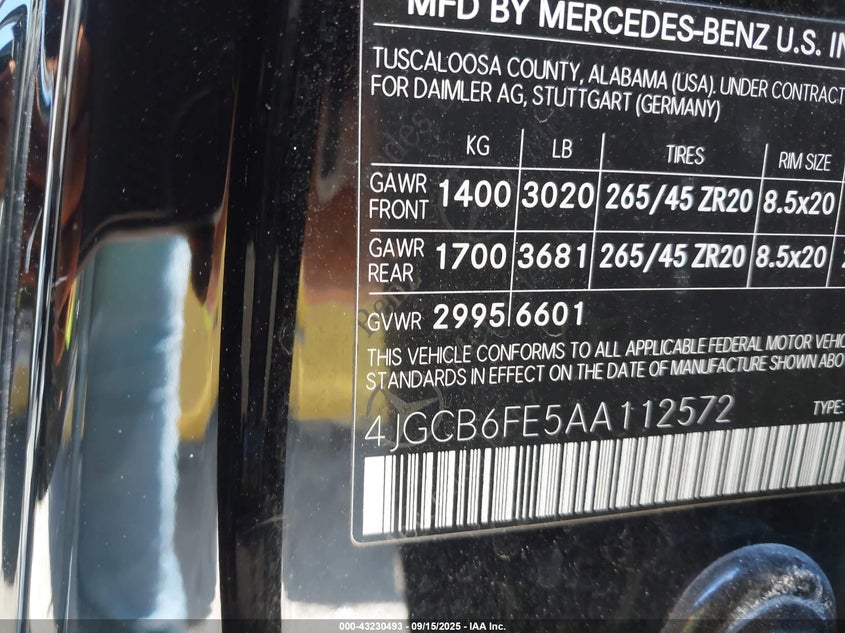 MFD BY MERCEDES-BENZ U.S. IN
TUSCALOOSA COUNTY, ALABAMA (USA). UNDER CONTRACT
FOR DAIMLER AG, STUTTGART (GERMANY)
KG LB TIRES RIM SIZE
GAWR FRONT 1400 3020 265/45 ZR20 8.5x20
GAWR REAR 1700 3681 265/45 ZR20 8.5x20
GVWR 2995 6601
THIS VEHICLE CONFORMS TO ALL APPLICABLE FEDERAL MOTOR VEHIC
STANDARDS IN EFFECT ON THE DATE OF MANUFACTURE SHOWN ABO
4JGCB6FE5AA112572 TYPE:
000-43230493 - 09/15/2025 - IAA Inc.